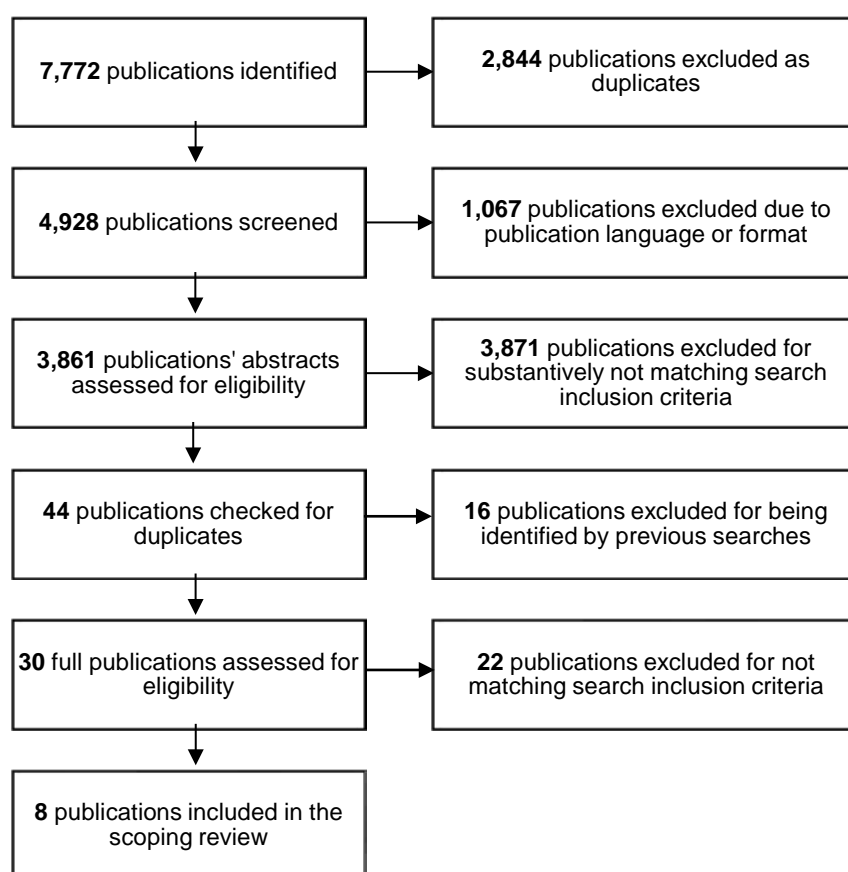 7,772 publications identified
2,844 publications excluded as
duplicates
4,928 publications screened
1,067 publications excluded due to
publication language or format
3,861 publications' abstracts
assessed for eligibility
3,871 publications excluded for
substantively not matching search
inclusion criteria
44 publications checked for
duplicates
16 publications excluded for being
identified by previous searches
30 full publications assessed for
eligibility
22 publications excluded for not
matching search inclusion criteria
8 publications included in the
scoping review